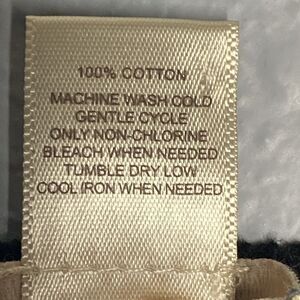 100% COTTON
MACHINE WASH COLD
GENTLE CYCLE
ONLY NON-CHLORINE
BLEACH WHEN NEEDED
TUMBLE DRY LOW
COOL IRON WHEN NEEDED